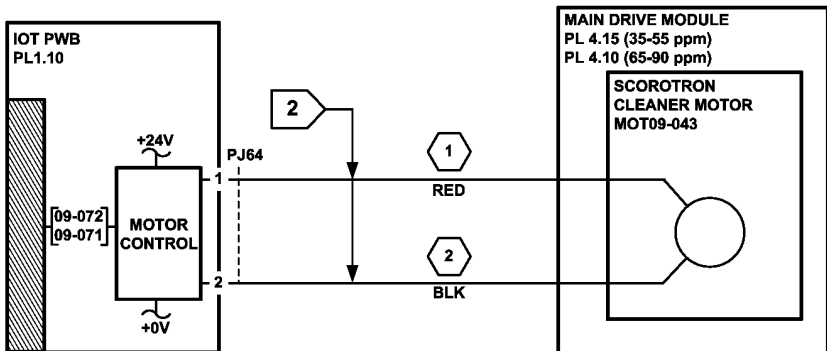 IOT PWB
PL1.10
+24V
[09-072
09-071]
MOTOR
CONTROL
+0V
1
2
PJ64
2
1
RED
2
BLK
MAIN DRIVE MODULE
PL 4.15 (35-55 ppm)
PL 4.10 (65-90 ppm)
SCOROTRON
CLEANER MOTOR
MOT09-043